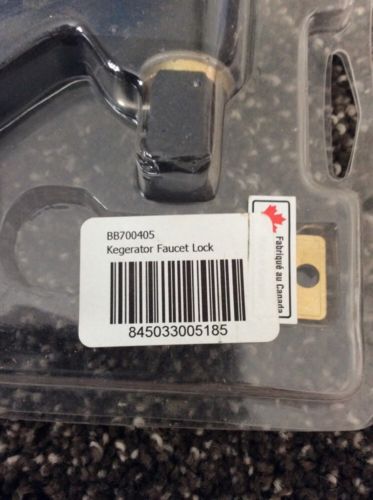 BB700405
Kegerator Faucet Lock
845033005185
Fabriqué au Canada